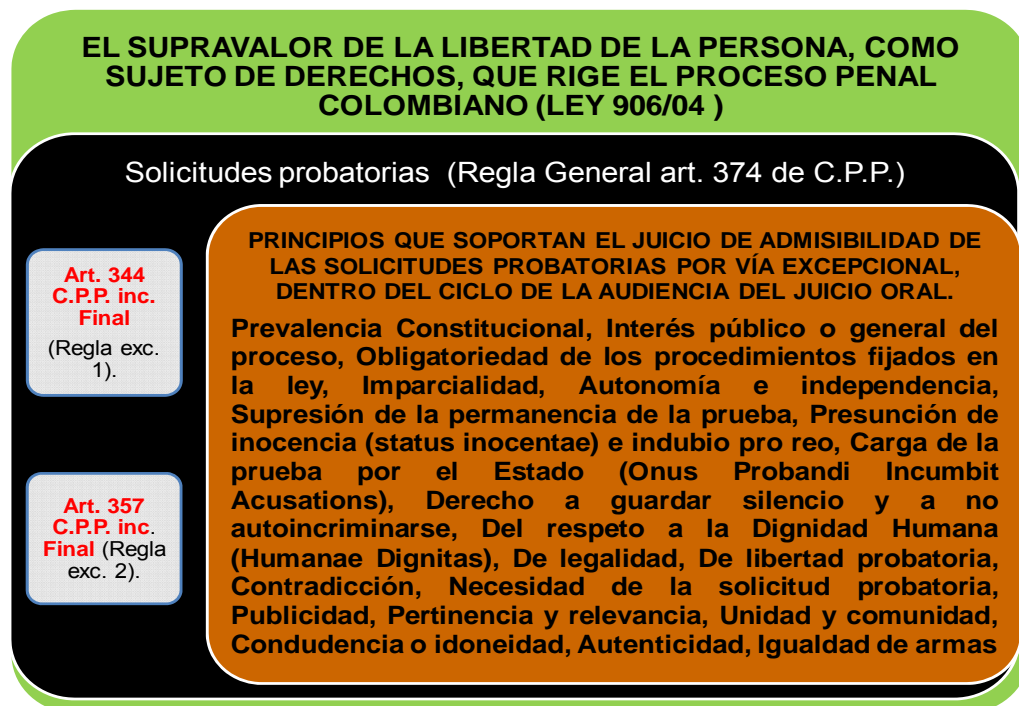 EL SUPRAVALOR DE LA LIBERTAD DE LA PERSONA, COMO
SUJETO DE DERECHOS, QUE RIGE EL PROCESO PENAL
COLOMBIANO (LEY 906/04 )
Solicitudes probatorias (Regla General art. 374 de C.P.P.)
Art. 344
C.P.P. inc.
Final
(Regla exc.
1).
Art. 357
C.P.P. inc.
Final (Regla
exc. 2).
PRINCIPIOS QUE SOPORTAN EL JUICIO DE ADMISIBILIDAD DE
LAS SOLICITUDES PROBATORIAS POR VÍA EXCEPCIONAL,
DENTRO DEL CICLO DE LA AUDIENCIA DEL JUICIO ORAL.
Prevalencia Constitucional, Interés público o general del
proceso, Obligatoriedad de los procedimientos fijados en
la ley, Imparcialidad, Autonomía e independencia,
Supresión de la permanencia de la prueba, Presunción de
inocencia (status inocentae) e indubio pro reo, Carga de la
prueba por el Estado (Onus Probandi Incumbit
Acusations), Derecho a guardar silencio y a no
autoincriminarse, Del respeto a la Dignidad Humana
(Humanae Dignitas), De legalidad, De libertad probatoria,
Contradicción, Necesidad de la solicitud probatoria,
Publicidad, Pertinencia y relevancia, Unidad y comunidad,
Condudencia o idoneidad, Autenticidad, Igualdad de armas